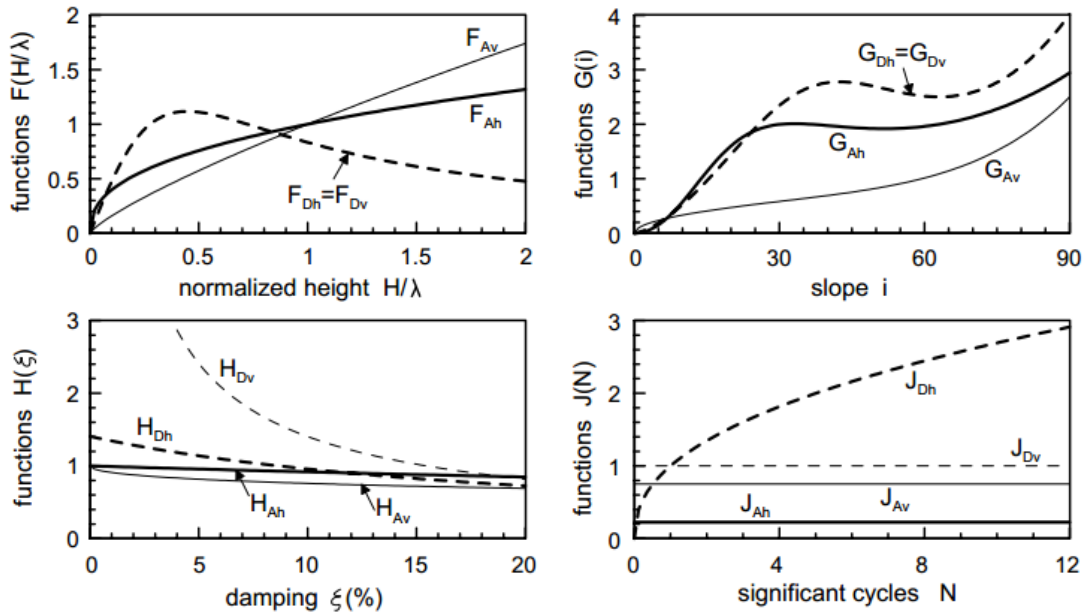 functions F(H/λ)
2
1.5
1
0.5
0
F_Av
F_Ah
F_Dh=F_Dv
0 0.5 1 1.5 2
normalized height H/λ
functions G(i)
4
3
2
1
0
G_Dh=G_Dv
G_Ah
G_Av
0 30 60 90
slope i
functions H(ξ)
3
2
1
0
H_Dv
H_Dh
H_Ah
H_Av
0 5 10 15 20
damping ξ(%)
functions J(N)
3
2
1
0
J_Dh
J_Dv
J_Ah
J_Av
0 4 8 12
significant cycles N